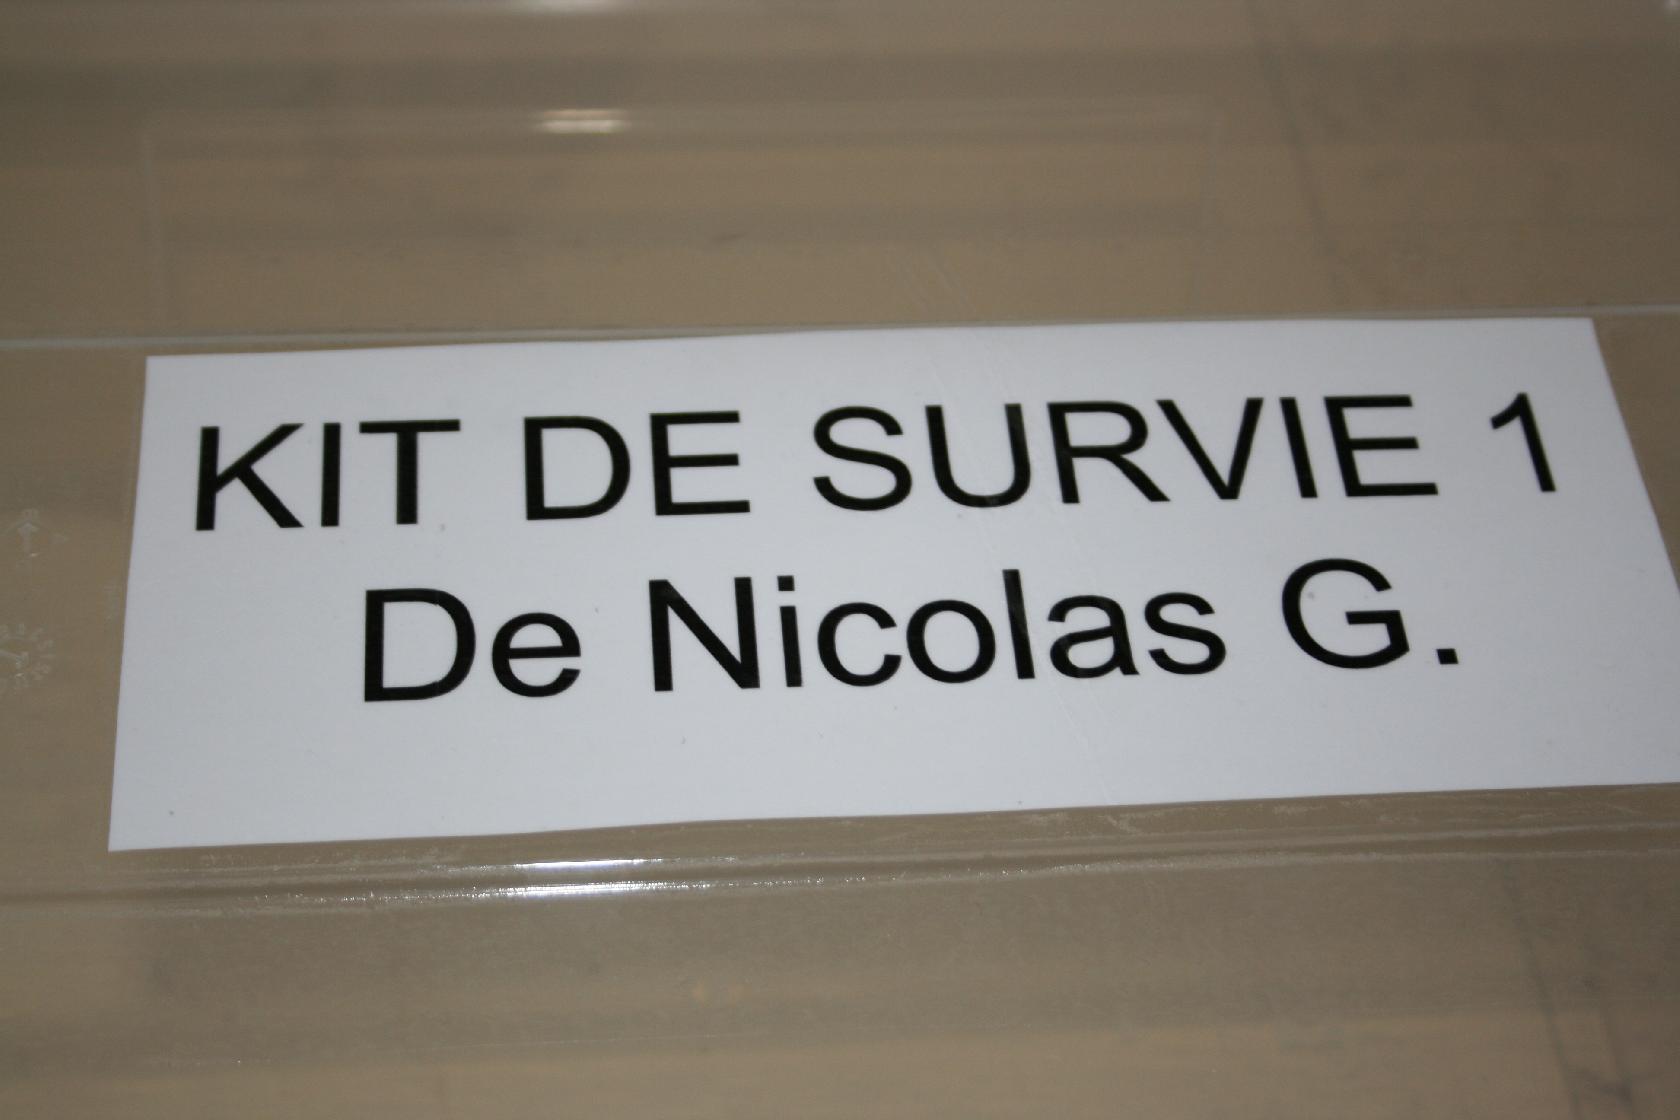 KIT DE SURVIE 1
De Nicolas G.